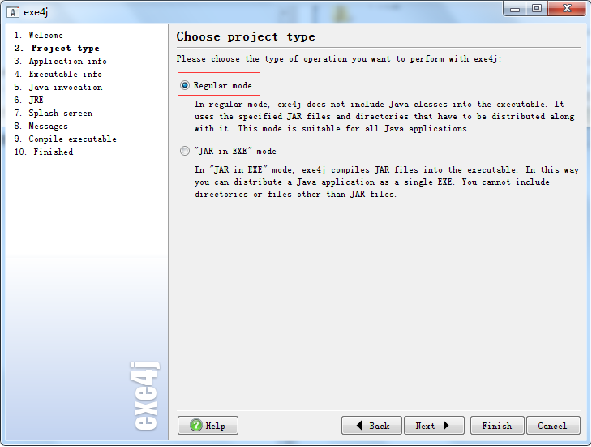 exe4j
1. Welcome
2. Project type
3. Application info
4. Executable info
5. Java invocation
6. JRE
7. Splash screen
8. Messages
9. Compile executable
10. Finished
exe4j
Choose project type
Please choose the type of operation you want to perform with exe4j:
Regular mode
In regular mode, exe4j does not include Java classes into the executable. It
uses the specified JAR files and directories that have to be distributed along
with it. This mode is suitable for all Java applications.
"JAR in EXE" mode
In "JAR in EXE" mode, exe4j compiles JAR files into the executable. In this way
you can distribute a Java application as a single EXE. You cannot include
directories or files other than JAR files.
Help
Back
Next
Finish
Cancel